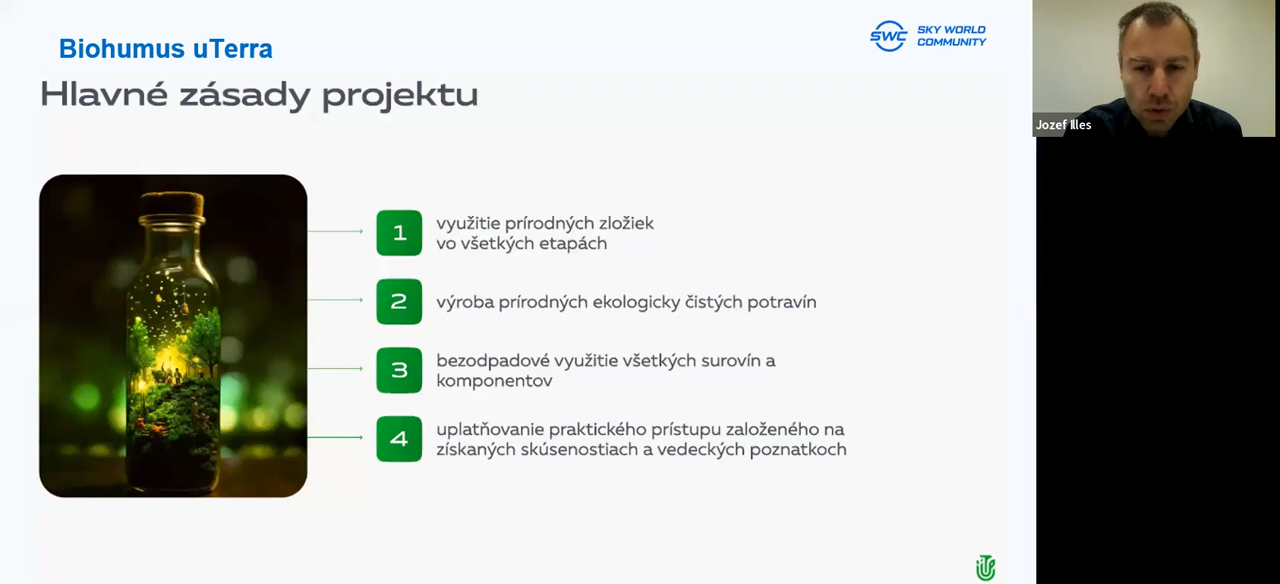 Biohumus uTerra
SWC SKY WORLD
COMMUNITY
Hlavné zásady projektu
1 využitie prírodných zložiek
vo všetkých etapách
2 výroba prírodných ekologicky čistých potravín
3 bezodpadové využitie všetkých surovín a
komponentov
4 uplatňovanie praktického prístupu založeného na
získaných skúsenostiach a vedeckých poznatkoch
Jozef Illes